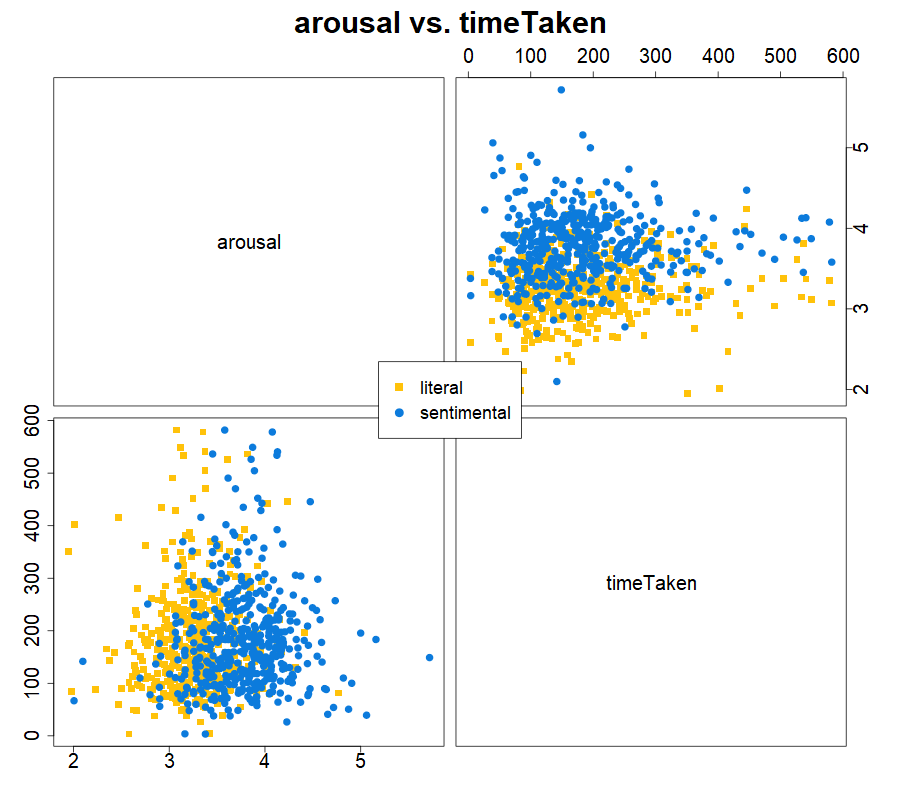 arousal vs. timeTaken
0 100 200 300 400 500 600
arousal
5
4
3
2
literal
sentimental
600
500
400
300
200
100
0
timeTaken
2 3 4 5